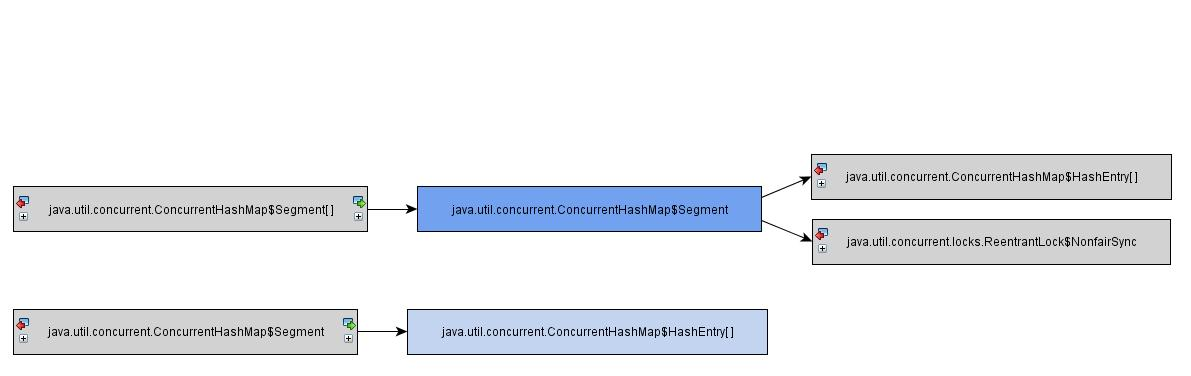 java.util.concurrent.ConcurrentHashMap$HashEntry[]
java.util.concurrent.ConcurrentHashMap$Segment[]
java.util.concurrent.ConcurrentHashMap$Segment
java.util.concurrent.locks.ReentrantLock$NonfairSync
java.util.concurrent.ConcurrentHashMap$Segment
java.util.concurrent.ConcurrentHashMap$HashEntry[]